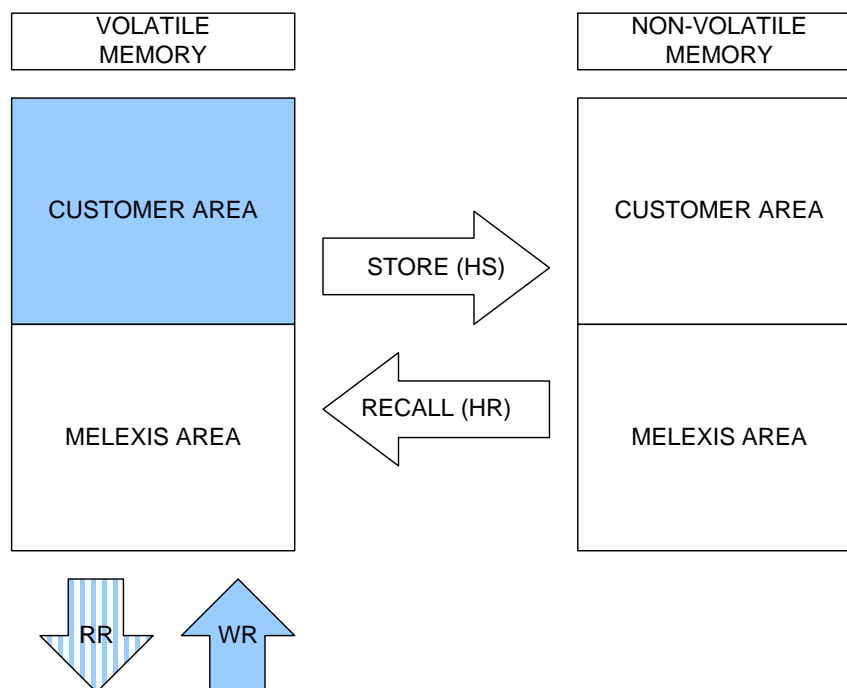 VOLATILE
MEMORY
NON-VOLATILE
MEMORY
CUSTOMER AREA
CUSTOMER AREA
STORE (HS)
RECALL (HR)
MELEXIS AREA
MELEXIS AREA
RR
WR